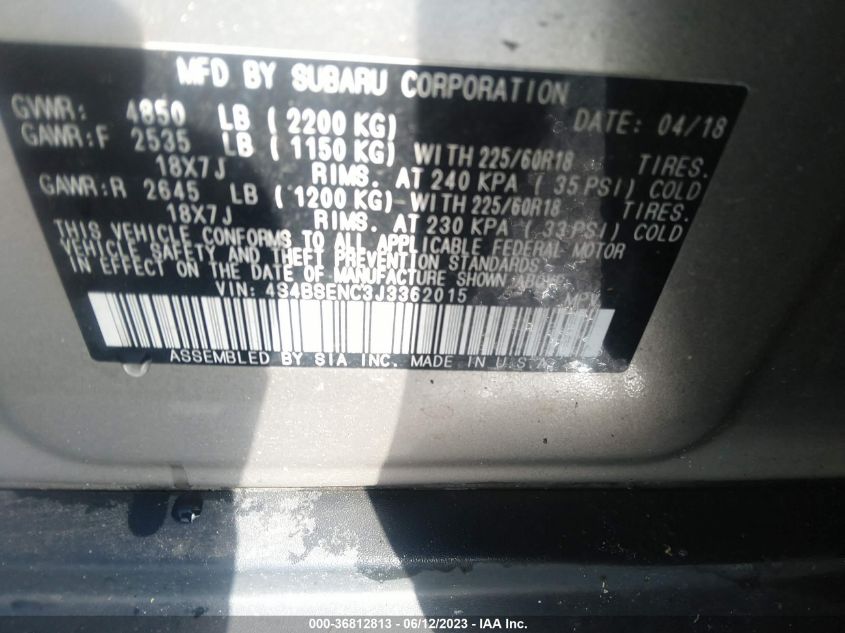 MFD BY SUBARU CORPORATION
GVWR: 4850 LB (2200 KG) DATE: 04/18
GAWR:F 2535 LB (1150 KG) WITH 225/60R18 TIRES.
18X7J RIMS. AT 240 KPA (35PSI) COLD
GAWR:R 2645 LB (1200 KG) WITH 225/60R18 TIRES.
18X7J RIMS. AT 230 KPA (33PSI) COLD
THIS VEHICLE CONFORMS TO ALL APPLICABLE FEDERAL MOTOR
VEHICLE SAFETY AND THEFT PREVENTION STANDARDS
IN EFFECT ON THE DATE OF MANUFACTURE SHOWN
VIN: 4S4BSENC3J3362015 MPV
ASSEMBLED BY SIA INC. MADE IN U.S.A.
000-36812813 - 06/12/2023 - IAA Inc.